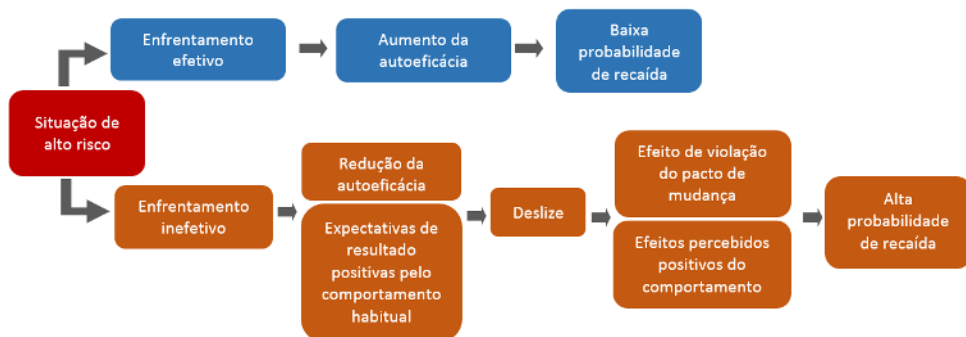 Enfrentamento
efetivo
Aumento da
autoeficácia
Baixa
probabilidade
de recaída
Situação de
alto risco
Enfrentamento
inefetivo
Redução da
autoeficácia
Expectativas de
resultado
positivas pelo
comportamento
habitual
Deslize
Efeito de violação
do pacto de
mudança
Efeitos percebidos
positivos do
comportamento
Alta
probabilidade
de recaída